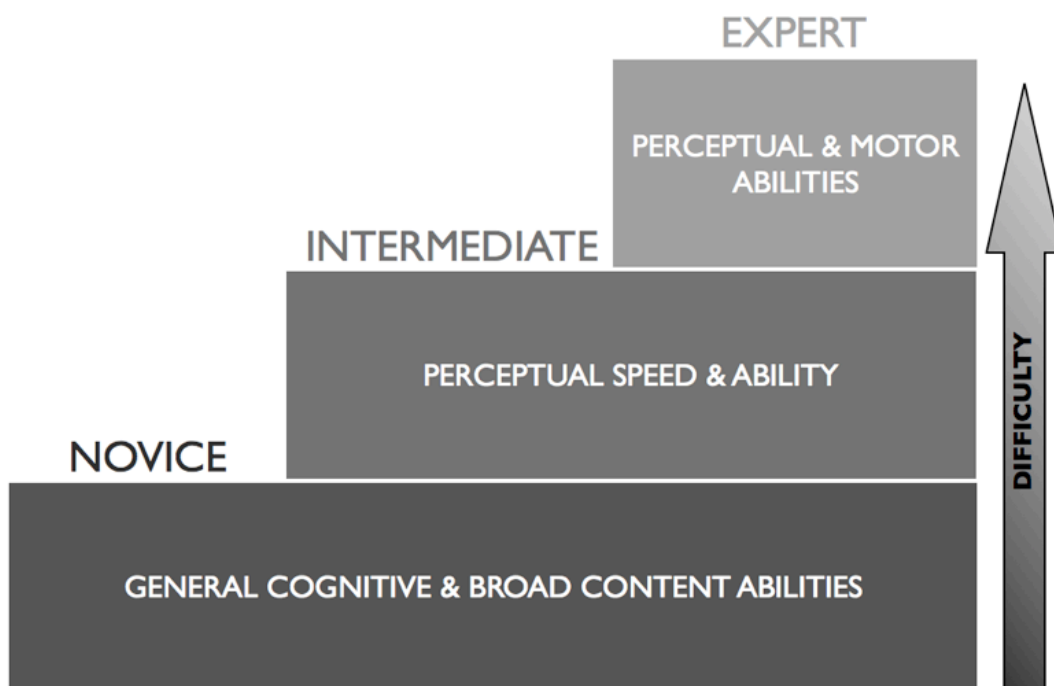 EXPERT
PERCEPTUAL & MOTOR
ABILITIES
INTERMEDIATE
PERCEPTUAL SPEED & ABILITY
NOVICE
GENERAL COGNITIVE & BROAD CONTENT ABILITIES
DIFFICULTY